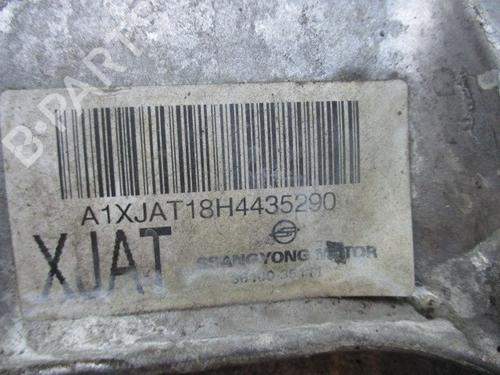 B-PARTS
A1XJAT18H4435290
XJAT
SSANGYONG MOTOR